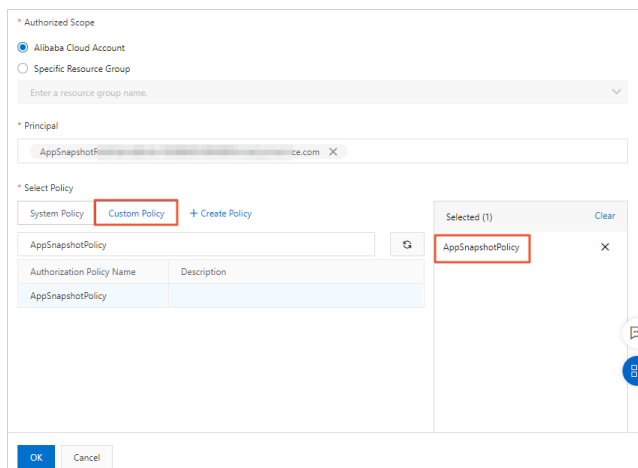 * Authorized Scope
Alibaba Cloud Account
Specific Resource Group
Enter a resource group name.
* Principal
AppSnapshotR ce.com ×
* Select Policy
System Policy Custom Policy + Create Policy
Selected (1) Clear
AppSnapshotPolicy
AppSnapshotPolicy ×
Authorization Policy Name Description
AppSnapshotPolicy
OK Cancel